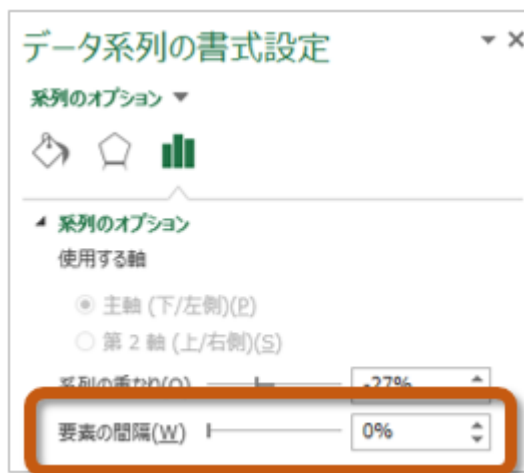 データ系列の書式設定
系列のオプション
系列のオプション
使用する軸
主軸 (下/左側)(P)
第 2 軸 (上/右側)(S)
系列の重なり(O) -27%
要素の間隔(W) 0%